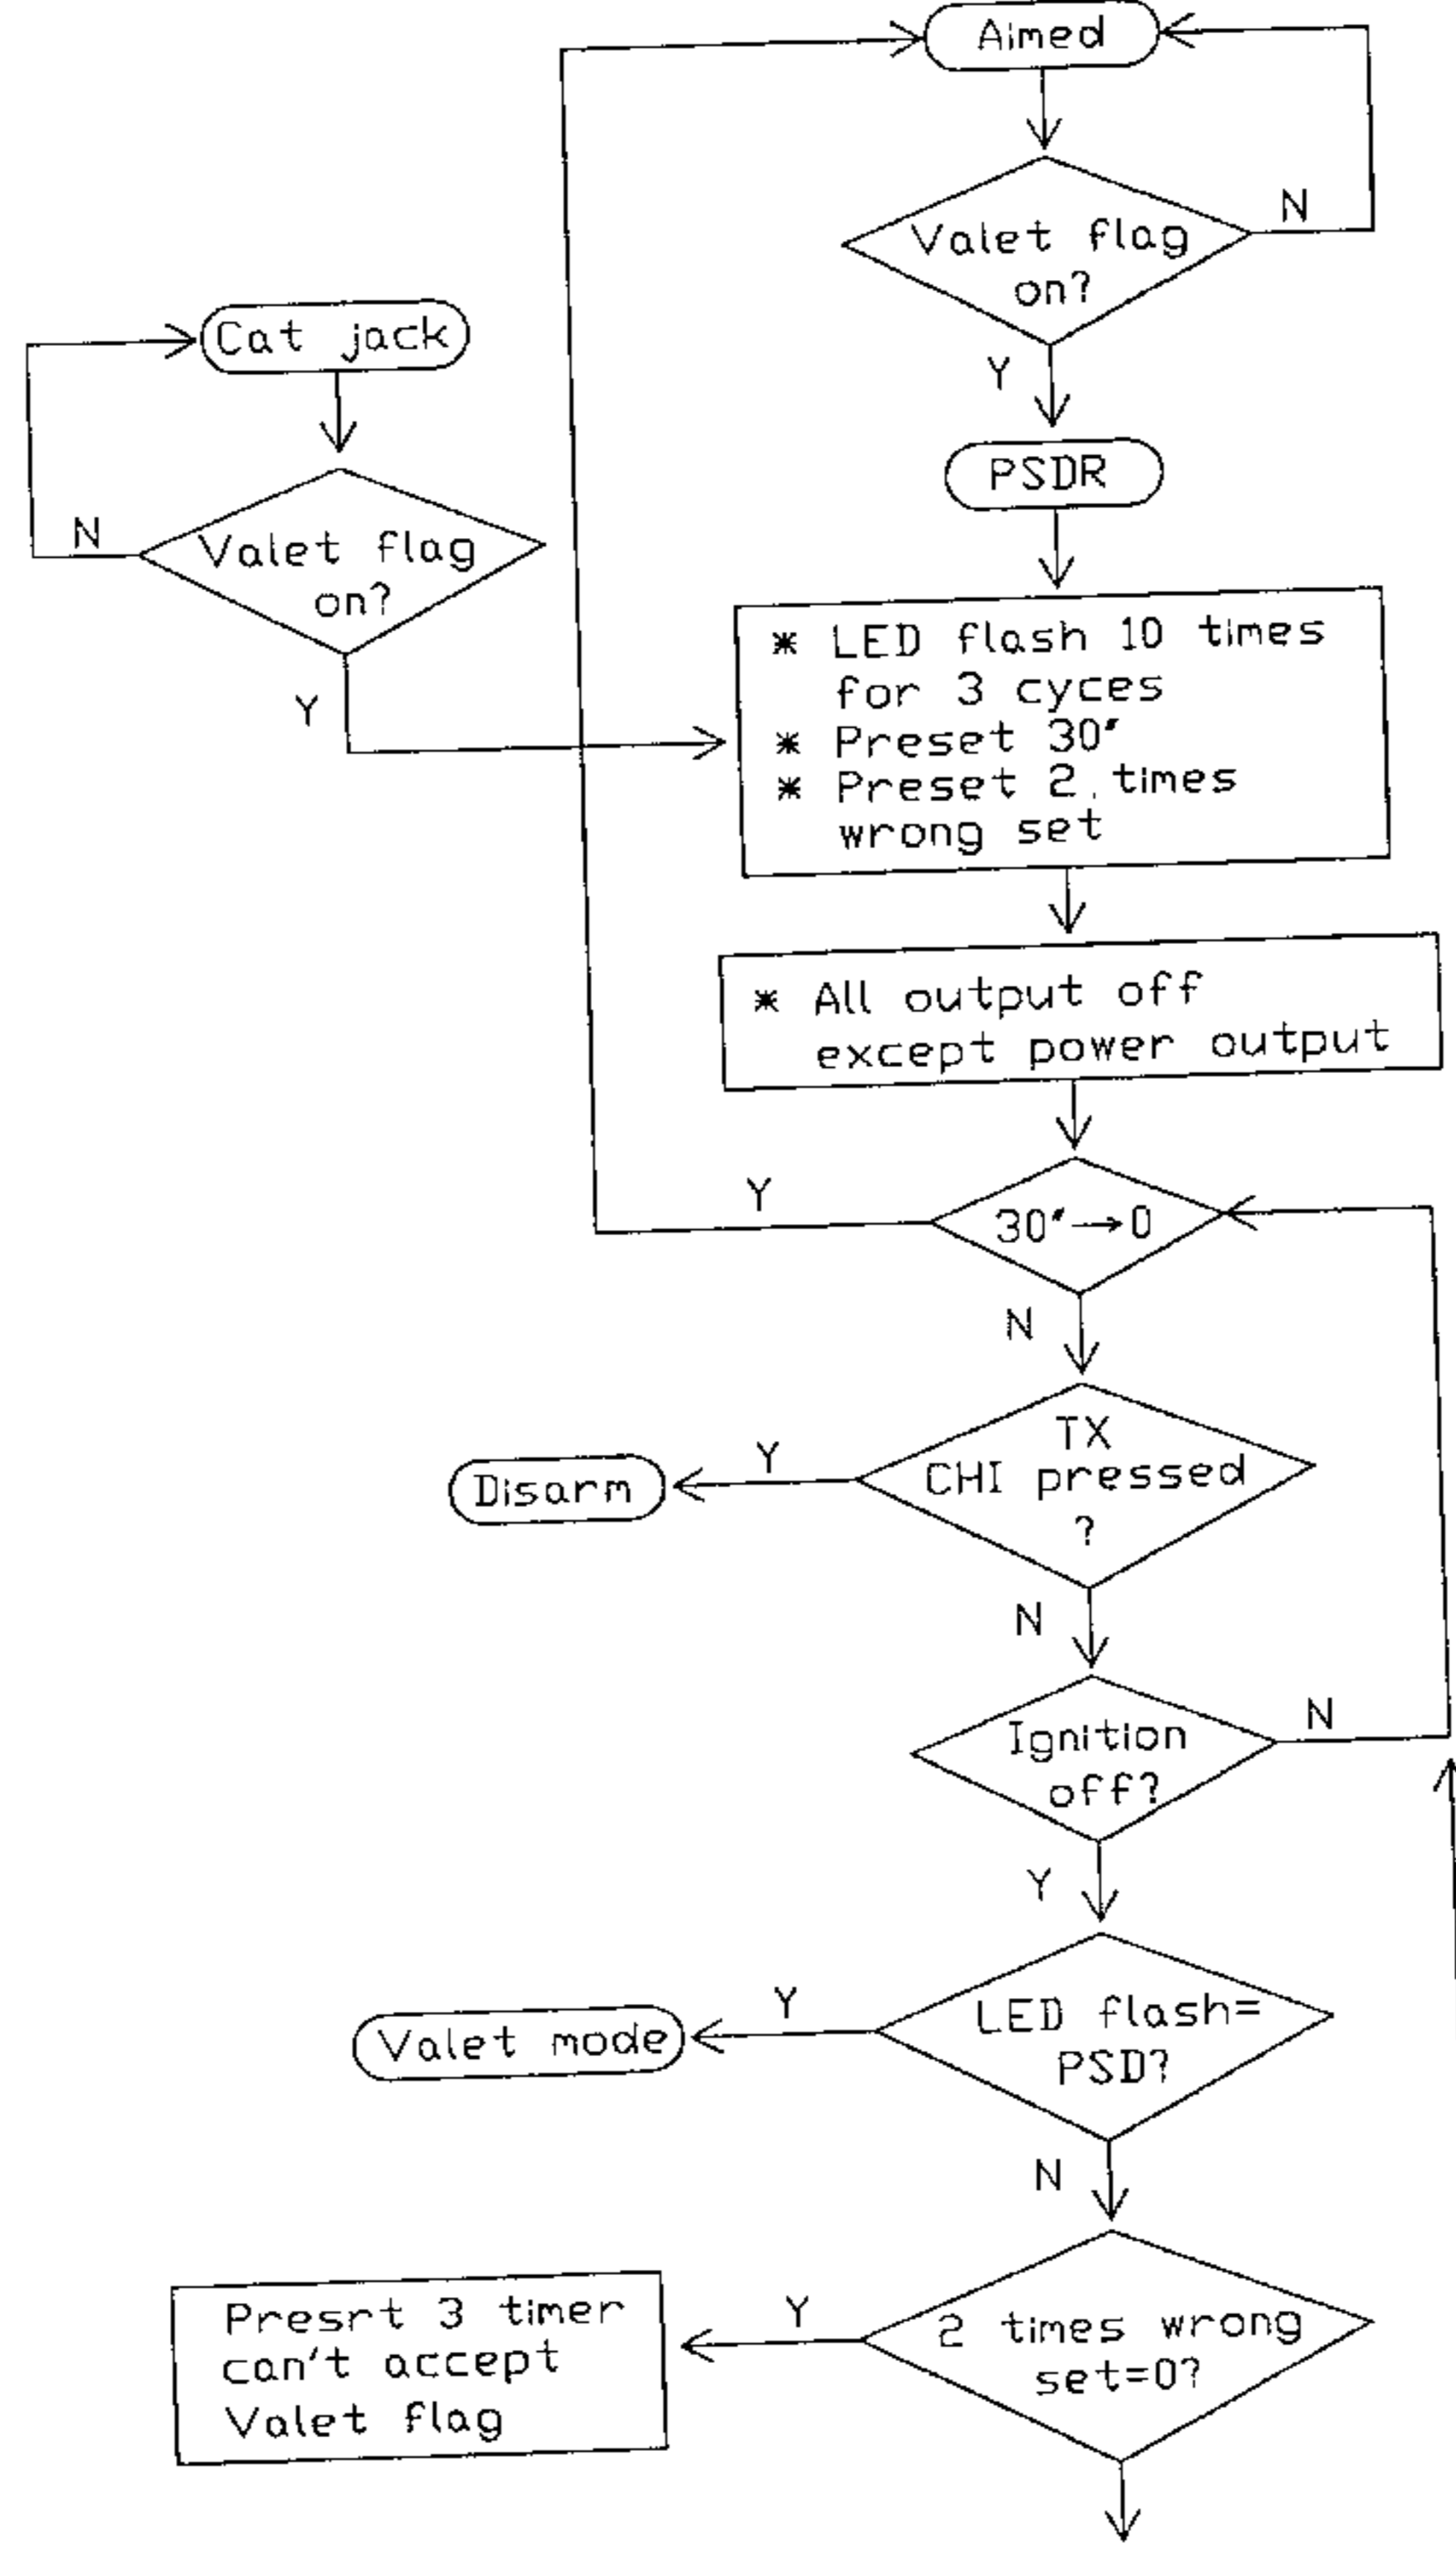 Aimed
Valet flag
on?
N
Y
Cat jack
Valet flag
on?
N
Y
PSDR
* LED flash 10 times
for 3 cyces
* Preset 30"
* Preset 2 times
wrong set
* All output off
except power output
30"→0
Y
N
TX
CHI pressed
?
Y
Disarm
N
Ignition
off?
N
Y
LED flash=
PSD?
Y
Valet mode
N
2 times wrong
set=0?
Y
Presrt 3 timer
can't accept
Valet flag